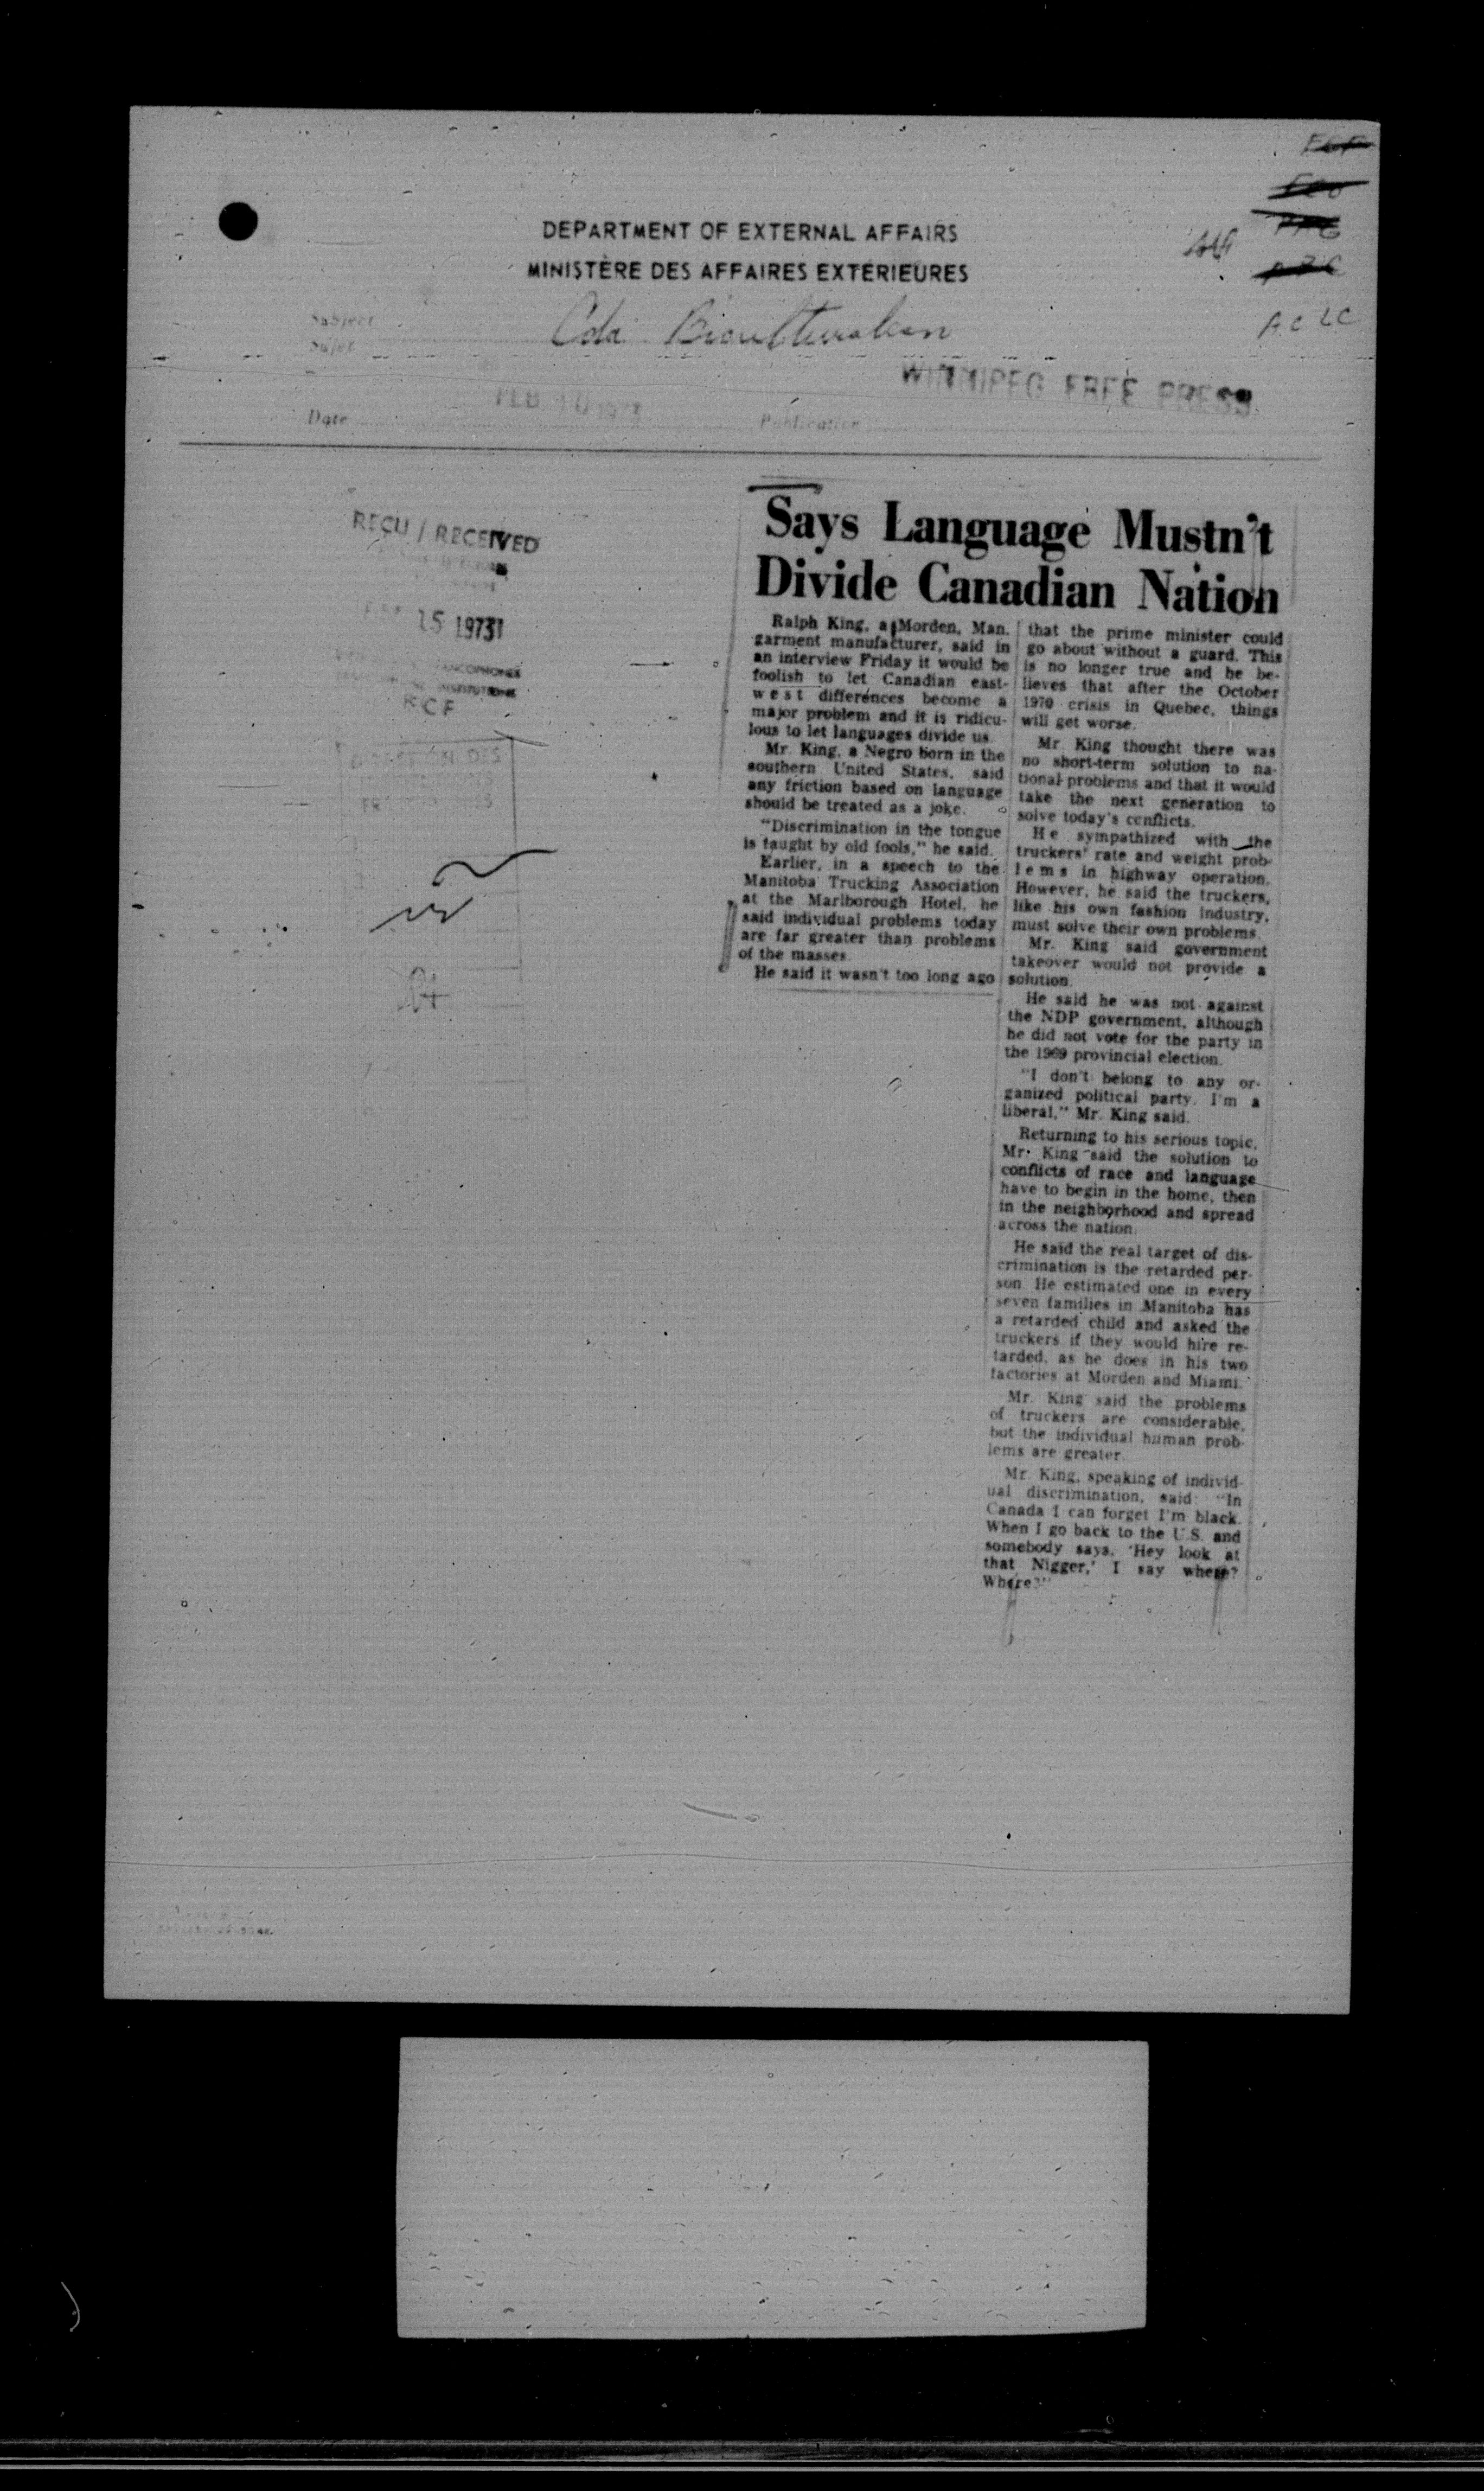 DEPARTMENT OF EXTERNAL AFFAIRS
MINISTÈRE DES AFFAIRES EXTÉRIEURES
A C L C
Subject
Sujet
Cda. Biculturalism
WINNIPEG FREE PRESS
FEB 10 1973
Date
Publication
REÇU / RECEIVED
15 1973
RCF
Says Language Mustn't
Divide Canadian Nation
Ralph King, a Morden, Man.
garment manufacturer, said in
an interview Friday it would be
foolish to let Canadian east-
west differences become a
major problem and it is ridicu-
lous to let languages divide us.
Mr. King, a Negro born in the
southern United States, said
any friction based on language
should be treated as a joke.
"Discrimination in the tongue
is taught by old fools," he said.
Earlier, in a speech to the
Manitoba Trucking Association
at the Marlborough Hotel, he
said individual problems today
are far greater than problems
of the masses.
He said it wasn't too long ago
that the prime minister could
go about without a guard. This
is no longer true and he be-
lieves that after the October
1970 crisis in Quebec, things
will get worse.
Mr. King thought there was
no short-term solution to na-
tional problems and that it would
take the next generation to
solve today's conflicts.
He sympathized with the
truckers' rate and weight prob-
lems in highway operation.
However, he said the truckers,
like his own fashion industry,
must solve their own problems.
Mr. King said government
takeover would not provide a
solution.
He said he was not against
the NDP government, although
he did not vote for the party in
the 1969 provincial election.
"I don't belong to any or-
ganized political party. I'm a
liberal," Mr. King said.
Returning to his serious topic,
Mr. King said the solution to
conflicts of race and language
have to begin in the home, then
in the neighborhood and spread
across the nation.
He said the real target of dis-
crimination is the retarded per-
son. He estimated one in every
seven families in Manitoba has
a retarded child and asked the
truckers if they would hire re-
tarded, as he does in his two
factories at Morden and Miami.
Mr. King said the problems
of truckers are considerable,
but the individual human prob-
lems are greater.
Mr. King, speaking of individ-
ual discrimination, said: "In
Canada I can forget I'm black.
When I go back to the U.S. and
somebody says, 'Hey look at
that Nigger,' I say where?
Where?"